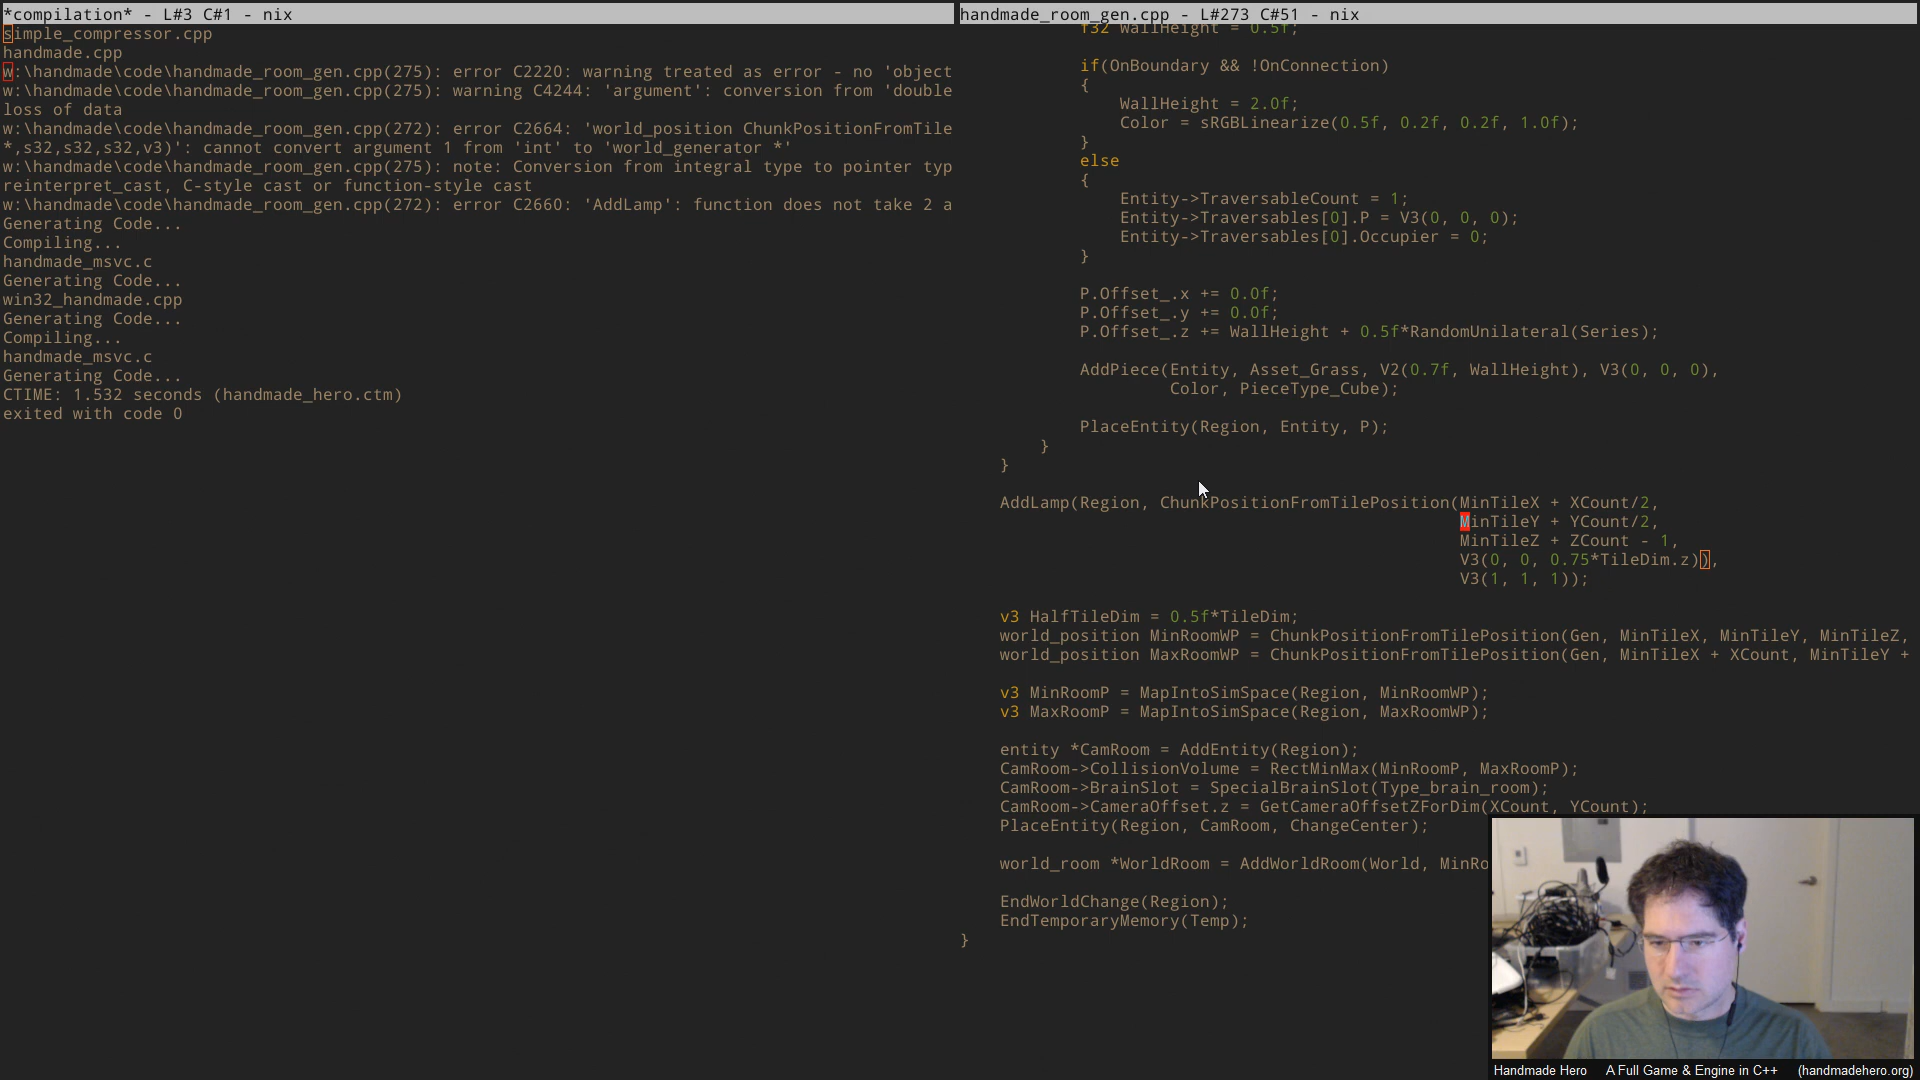 *compilation* - L#3 C#1 - nix
simple_compressor.cpp
handmade.cpp
w:\handmade\code\handmade_room_gen.cpp(275): error C2220: warning treated as error - no 'object
w:\handmade\code\handmade_room_gen.cpp(275): warning C4244: 'argument': conversion from 'double
loss of data
w:\handmade\code\handmade_room_gen.cpp(272): error C2664: 'world_position ChunkPositionFromTile
*,s32,s32,s32,v3)': cannot convert argument 1 from 'int' to 'world_generator *'
w:\handmade\code\handmade_room_gen.cpp(275): note: Conversion from integral type to pointer typ
reinterpret_cast, C-style cast or function-style cast
w:\handmade\code\handmade_room_gen.cpp(272): error C2660: 'AddLamp': function does not take 2 a
Generating Code...
Compiling...
handmade_msvc.c
Generating Code...
win32_handmade.cpp
Generating Code...
Compiling...
handmade_msvc.c
Generating Code...
CTIME: 1.532 seconds (handmade_hero.ctm)
exited with code 0
handmade_room_gen.cpp - L#273 C#51 - nix
f32 WallHeight = 0.5f;
if(OnBoundary && !OnConnection)
{
WallHeight = 2.0f;
Color = sRGBLinearize(0.5f, 0.2f, 0.2f, 1.0f);
}
else
{
Entity->TraversableCount = 1;
Entity->Traversables[0].P = V3(0, 0, 0);
Entity->Traversables[0].Occupier = 0;
}
P.Offset_.x += 0.0f;
P.Offset_.y += 0.0f;
P.Offset_.z += WallHeight + 0.5f*RandomUnilateral(Series);
AddPiece(Entity, Asset_Grass, V2(0.7f, WallHeight), V3(0, 0, 0),
Color, PieceType_Cube);
PlaceEntity(Region, Entity, P);
}
}
AddLamp(Region, ChunkPositionFromTilePosition(MinTileX + XCount/2,
MinTileY + YCount/2,
MinTileZ + ZCount - 1,
V3(0, 0, 0.75*TileDim.z)),
V3(1, 1, 1));
v3 HalfTileDim = 0.5f*TileDim;
world_position MinRoomWP = ChunkPositionFromTilePosition(Gen, MinTileX, MinTileY, MinTileZ,
world_position MaxRoomWP = ChunkPositionFromTilePosition(Gen, MinTileX + XCount, MinTileY +
v3 MinRoomP = MapIntoSimSpace(Region, MinRoomWP);
v3 MaxRoomP = MapIntoSimSpace(Region, MaxRoomWP);
entity *CamRoom = AddEntity(Region);
CamRoom->CollisionVolume = RectMinMax(MinRoomP, MaxRoomP);
CamRoom->BrainSlot = SpecialBrainSlot(Type_brain_room);
CamRoom->CameraOffset.z = GetCameraOffsetZForDim(XCount, YCount);
PlaceEntity(Region, CamRoom, ChangeCenter);
world_room *WorldRoom = AddWorldRoom(World, MinRo
EndWorldChange(Region);
EndTemporaryMemory(Temp);
}
Handmade Hero A Full Game & Engine in C++ (handmadehero.org)